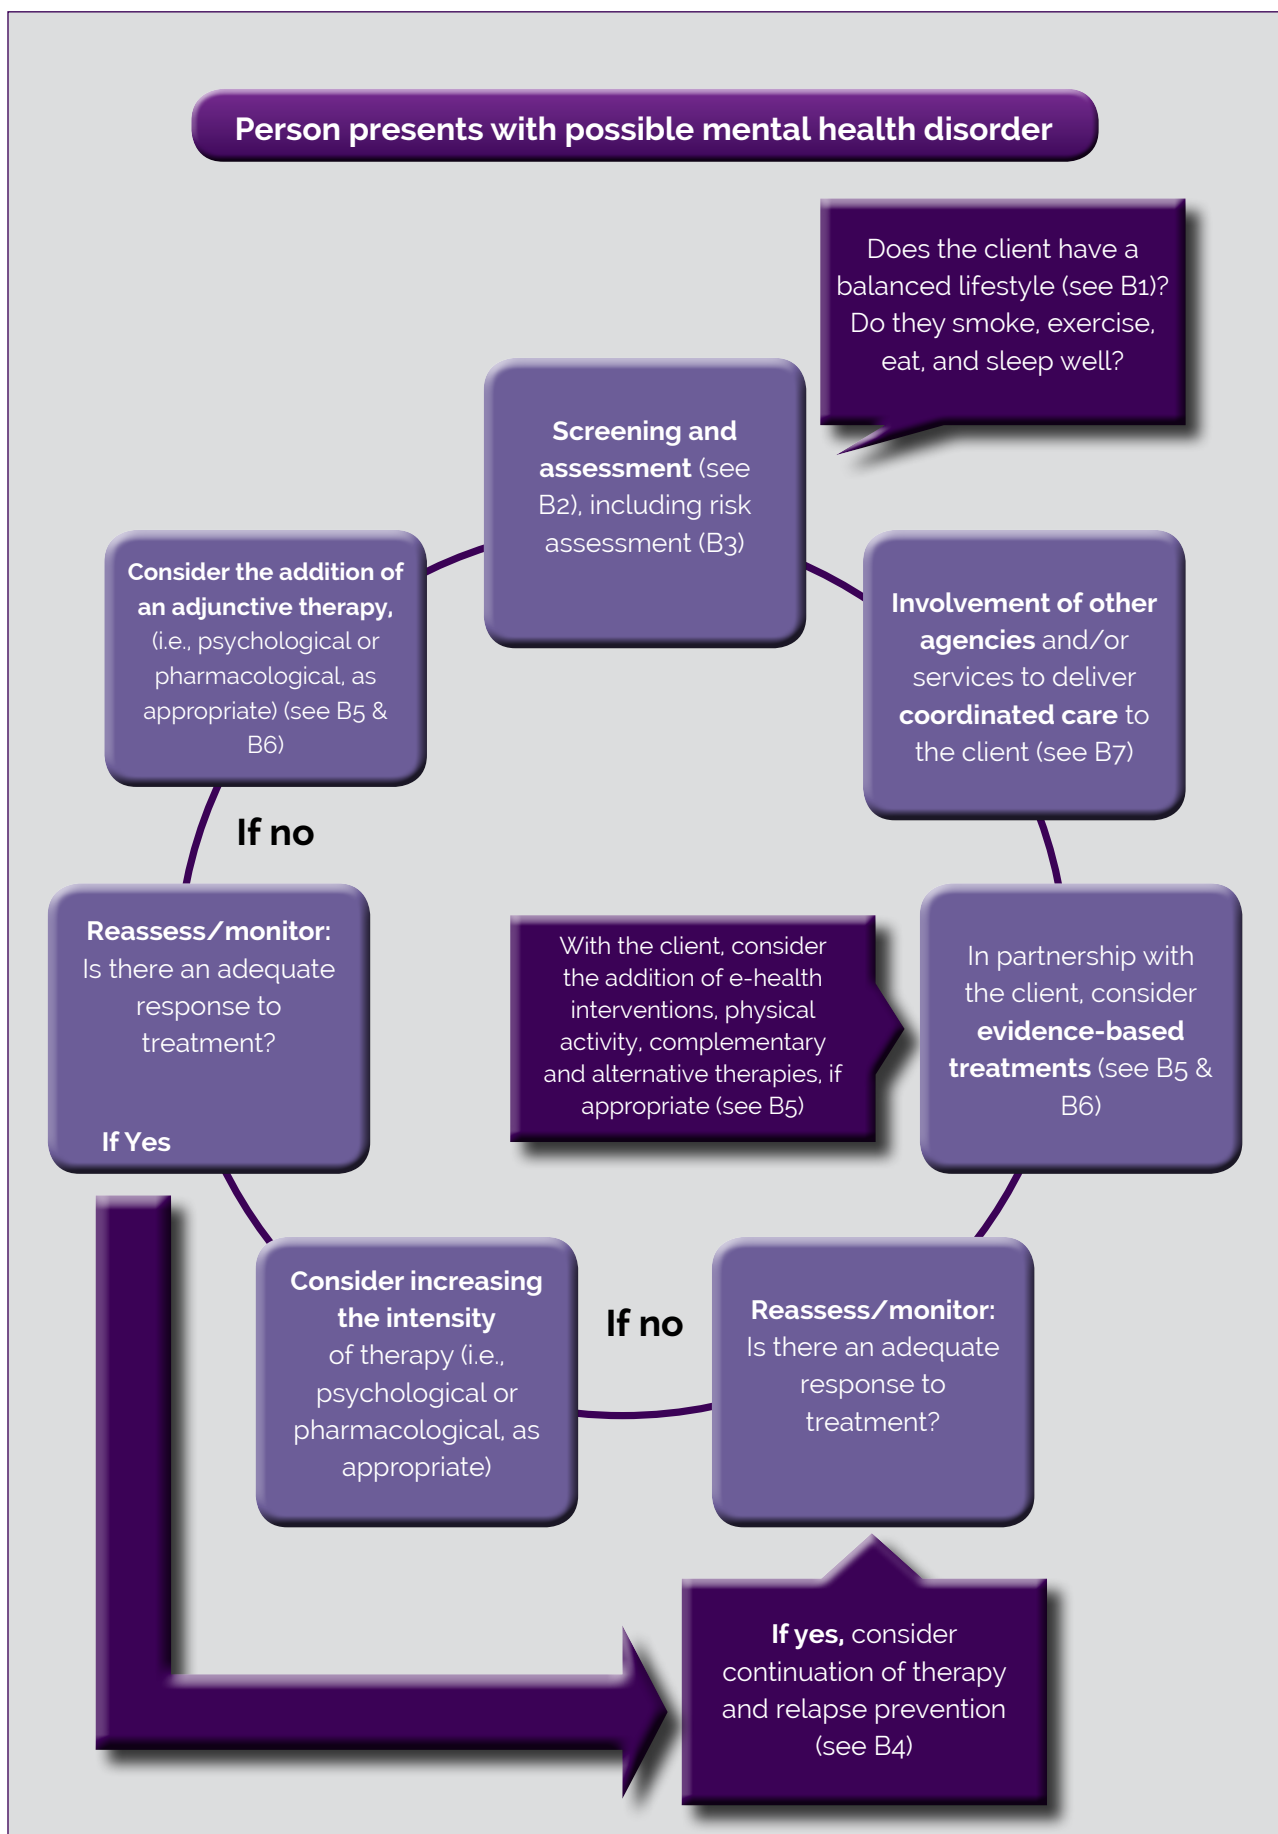 Person presents with possible mental health disorder
Does the client have a
balanced lifestyle (see B1)?
Do they smoke, exercise,
eat, and sleep well?
Screening and
assessment (see
B2), including risk
assessment (B3)
Involvement of other
agencies and/or
services to deliver
coordinated care to
the client (see B7)
In partnership with
the client, consider
evidence-based
treatments (see B5 &
B6)
With the client, consider
the addition of e-health
interventions, physical
activity, complementary
and alternative therapies, if
appropriate (see B5)
Reassess/monitor:
Is there an adequate
response to
treatment?
If yes, consider
continuation of therapy
and relapse prevention
(see B4)
If no
Consider increasing
the intensity
of therapy (i.e.,
psychological or
pharmacological, as
appropriate)
Reassess/monitor:
Is there an adequate
response to
treatment?
If Yes
If no
Consider the addition of
an adjunctive therapy,
(i.e., psychological or
pharmacological, as
appropriate) (see B5 &
B6)